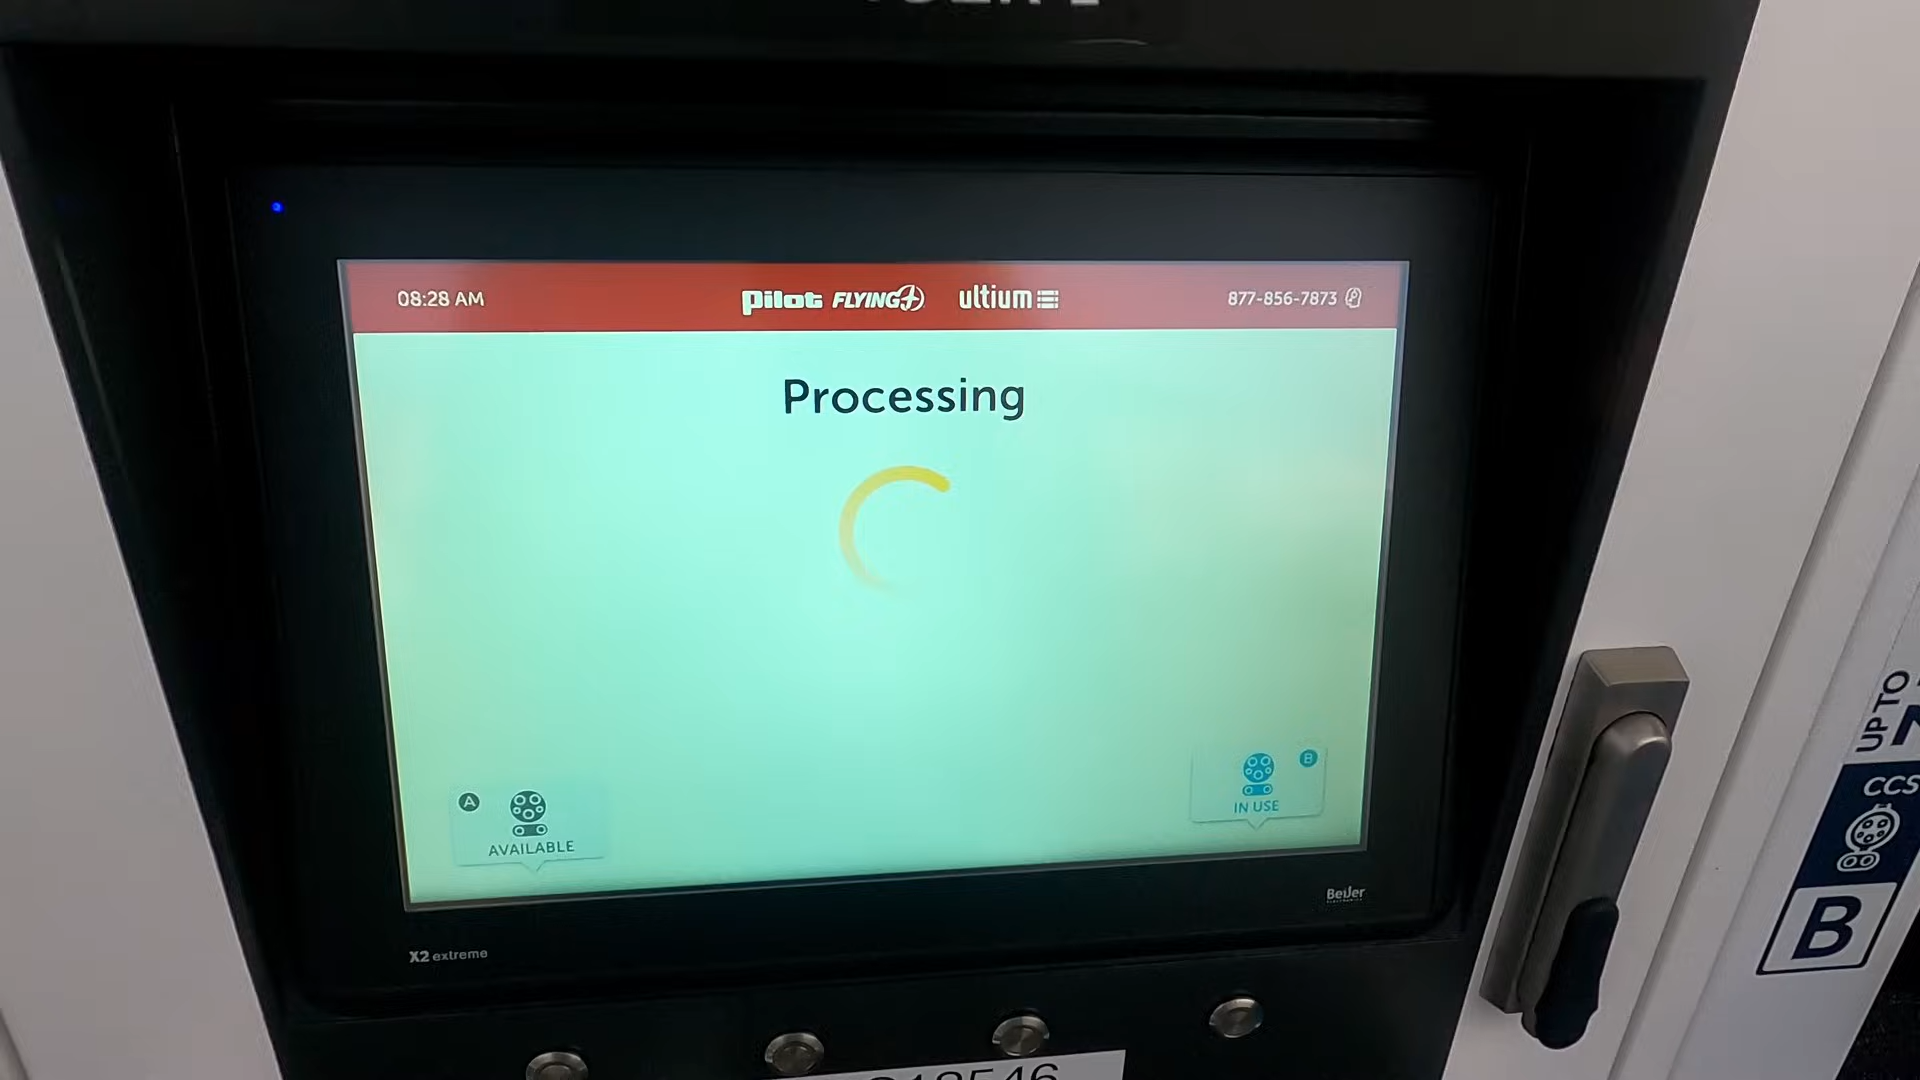 08:28 AM
Pilot FLYING J
ultium
877-856-7873
Processing
A
AVAILABLE
B
IN USE
Beijer
ELECTRONICS
X2 extreme
UP TO
CCS
B